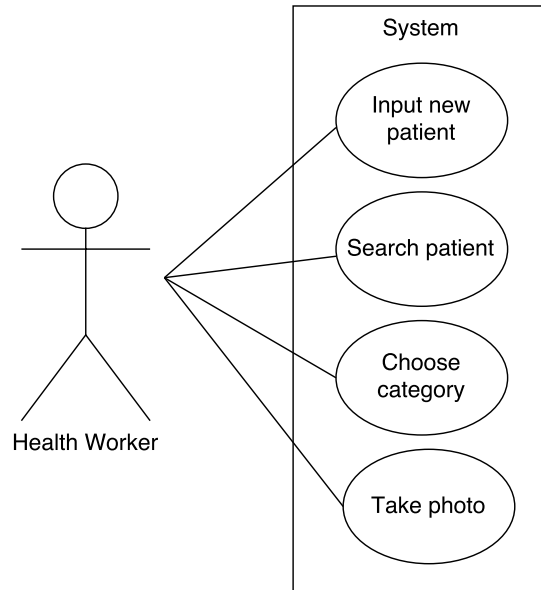 System
Input new
patient
Search patient
Choose
category
Health Worker
Take photo